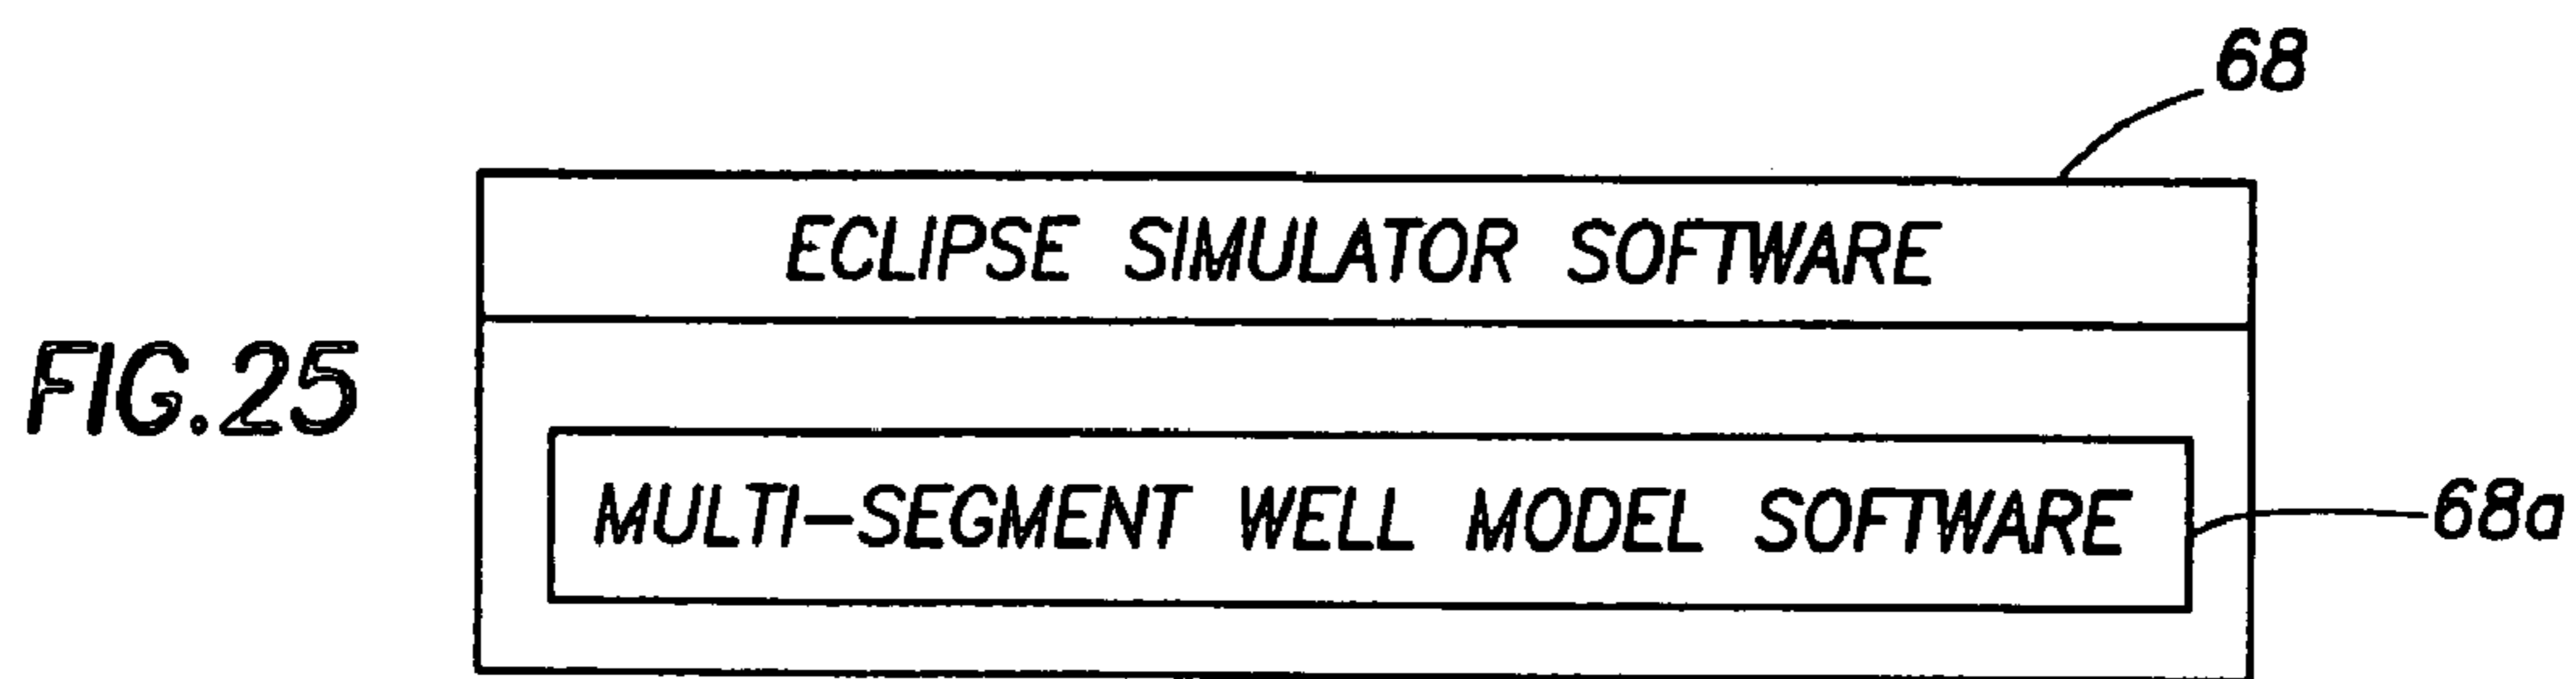 68
ECLIPSE SIMULATOR SOFTWARE
FIG.25
MULTI-SEGMENT WELL MODEL SOFTWARE
68a